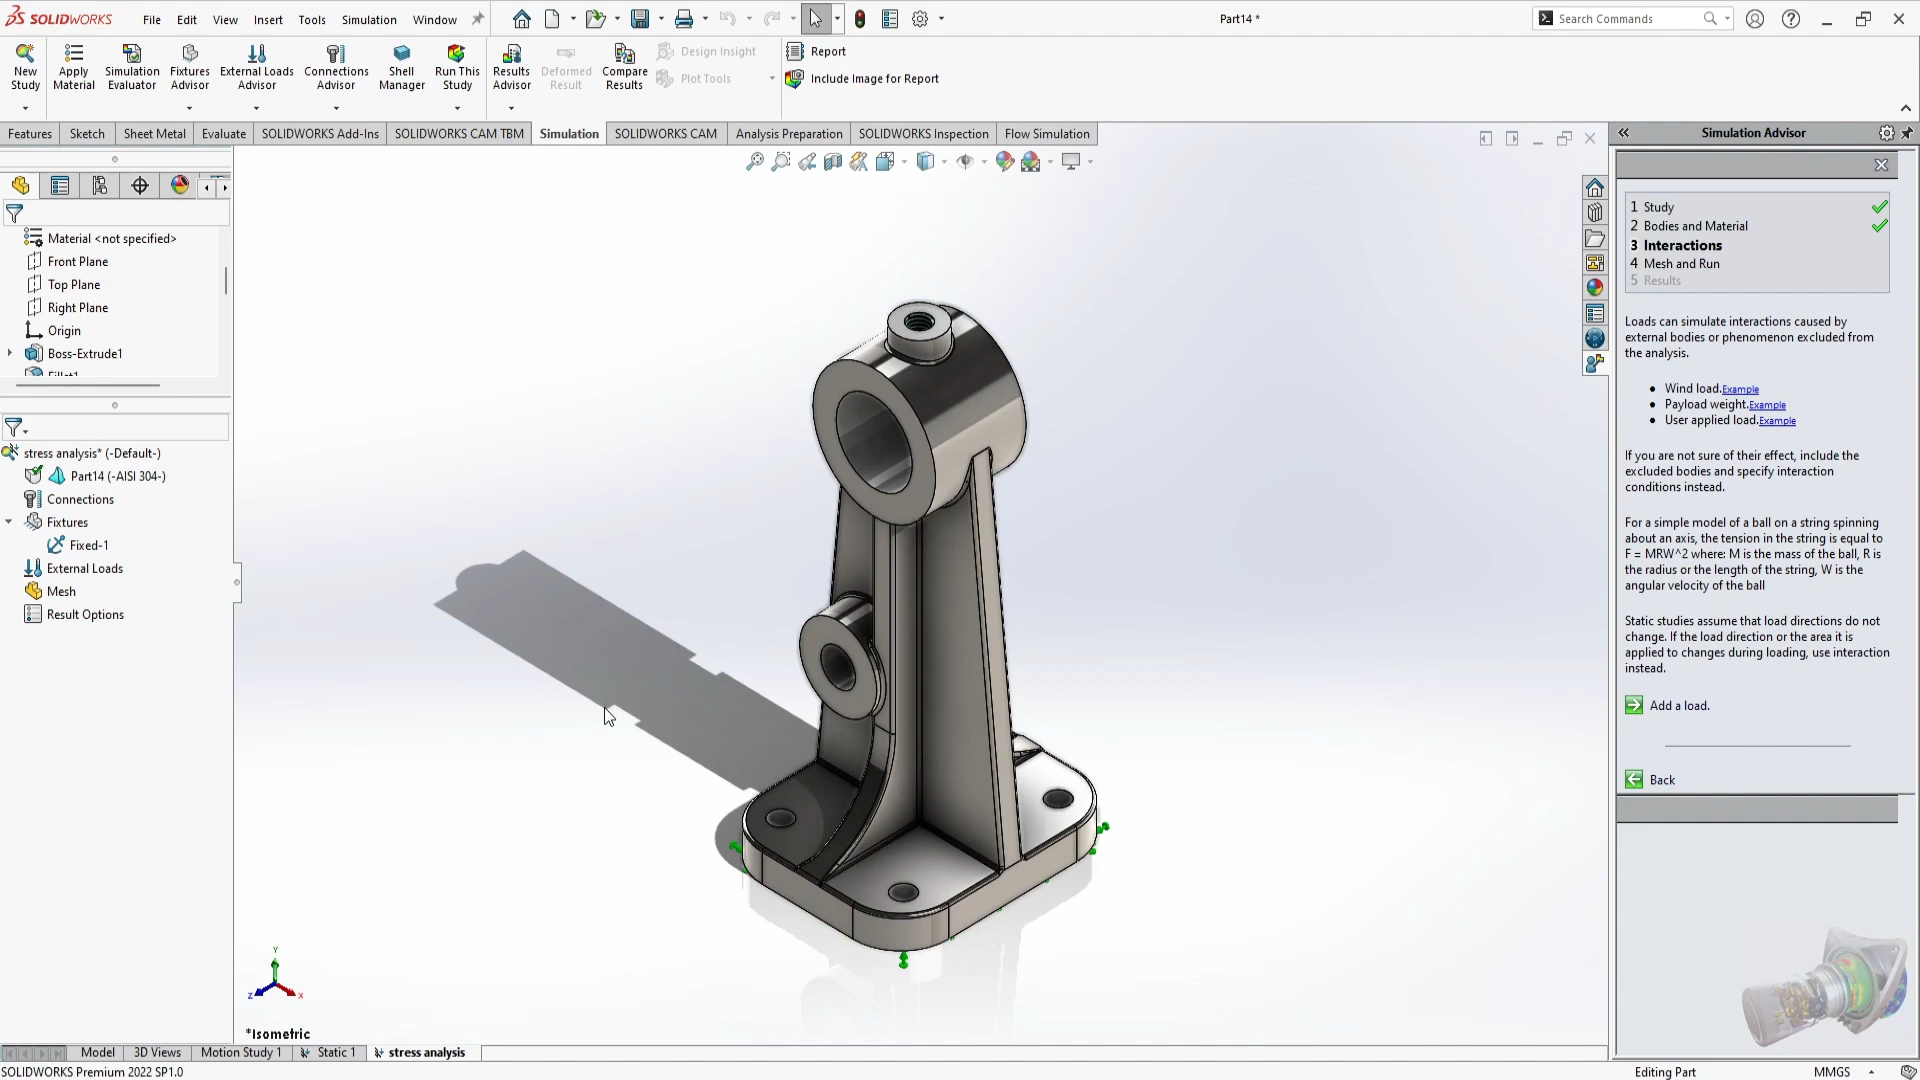 SOLIDWORKS
File Edit View Insert Tools Simulation Window
Part14 *
Search Commands
New Study
Apply Material
Simulation Evaluator
Fixtures Advisor
External Loads Advisor
Connections Advisor
Shell Manager
Run This Study
Results Advisor
Deformed Result
Compare Results
Design Insight
Plot Tools
Report
Include Image for Report
Features Sketch Sheet Metal Evaluate SOLIDWORKS Add-Ins SOLIDWORKS CAM TBM Simulation SOLIDWORKS CAM Analysis Preparation SOLIDWORKS Inspection Flow Simulation
Material <not specified>
Front Plane
Top Plane
Right Plane
Origin
Boss-Extrude1
Fillet1
stress analysis* (-Default-)
Part14 (-AISI 304-)
Connections
Fixtures
Fixed-1
External Loads
Mesh
Result Options
Y
Z
X
*Isometric
Simulation Advisor
1 Study
2 Bodies and Material
3 Interactions
4 Mesh and Run
5 Results
Loads can simulate interactions caused by
external bodies or phenomenon excluded from
the analysis.
• Wind load.Example
• Payload weight.Example
• User applied load.Example
If you are not sure of their effect, include the
excluded bodies and specify interaction
conditions instead.
For a simple model of a ball on a string spinning
about an axis, the tension in the string is equal to
F = MRW^2 where: M is the mass of the ball, R is
the radius or the length of the string, W is the
angular velocity of the ball
Static studies assume that load directions do not
change. If the load direction or the area it is
applied to changes during loading, use interaction
instead.
Add a load.
Back
Model 3D Views Motion Study 1 Static 1 stress analysis
SOLIDWORKS Premium 2022 SP1.0
Editing Part
MMGS